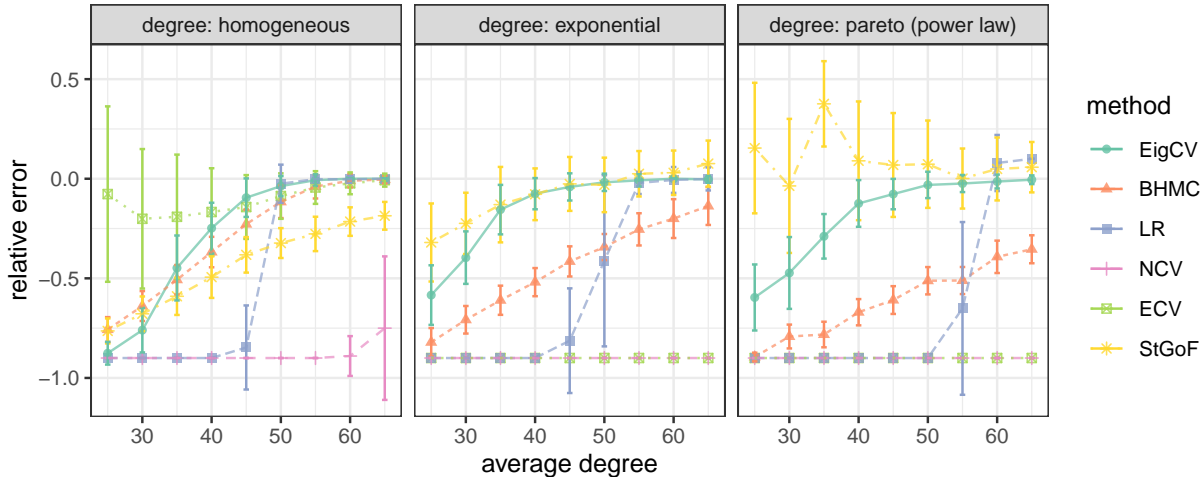 degree: homogeneous
degree: exponential
degree: pareto (power law)
relative error
0.5
0.0
−0.5
−1.0
30 40 50 60
30 40 50 60
30 40 50 60
average degree
method
EigCV
BHMC
LR
NCV
ECV
StGoF